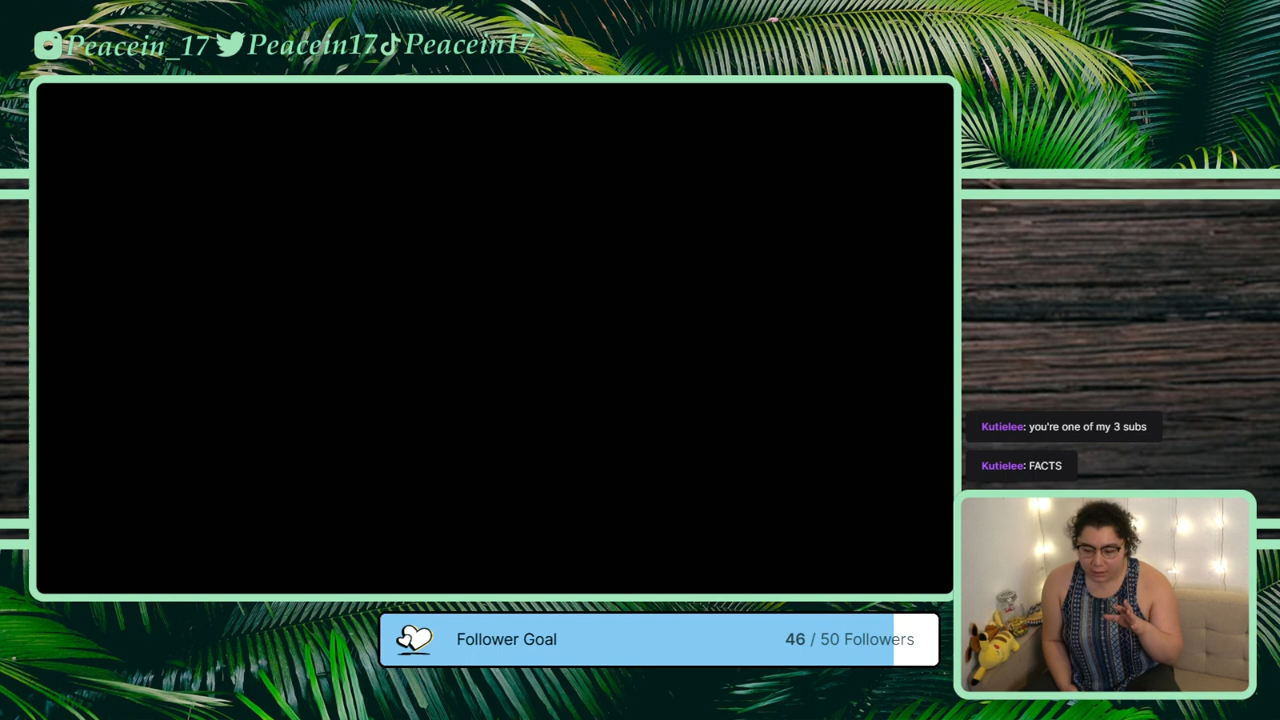 Peacein_17 Peacein17 Peacein17
Kutielee: you're one of my 3 subs
Kutielee: FACTS
Follower Goal 46 / 50 Followers